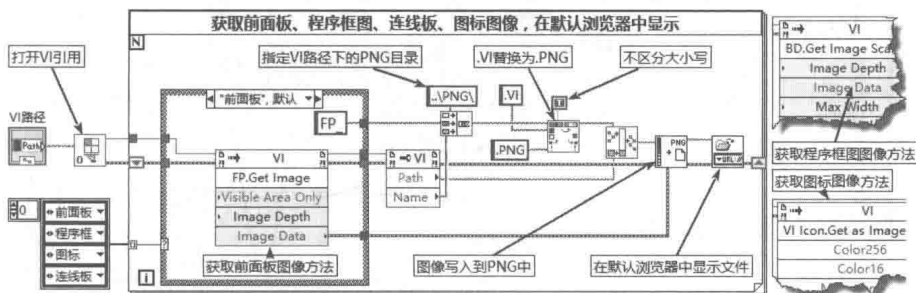 获取前面板、程序框图、连线板、图标图像,在默认浏览器中显示
N
打开VI引用
指定VI路径下的PNG目录
.VI替换为.PNG
不区分大小写
"前面板", 默认
..\PNG\
.VI
FP_
.PNG
VI路径
Path
0
VI
FP.Get Image
Visible Area Only
Image Depth
Image Data
VI
Path
Name
PNG
URL
0
前面板
程序框
图标
连线板
i
获取前面板图像方法
图像写入到PNG中
在默认浏览器中显示文件
VI
BD.Get Image Sca
Image Depth
Image Data
Max Width
获取程序框图图像方法
获取图标图像方法
VI
VI Icon.Get as Image
Color256
Color16